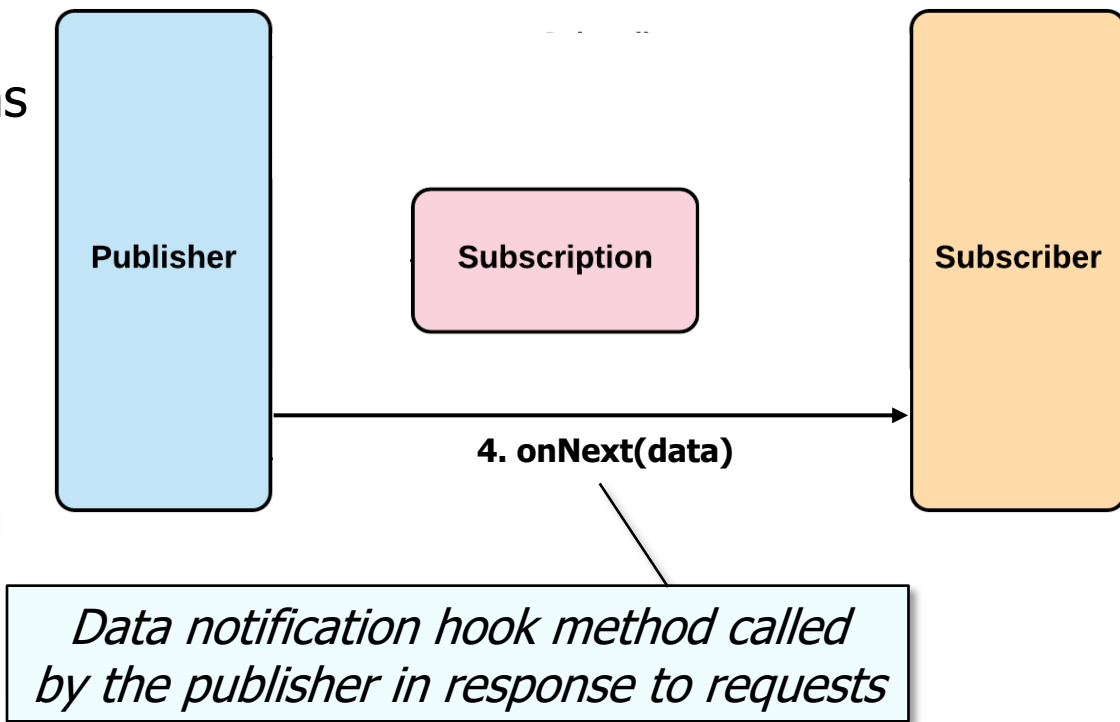 Publisher
Subscription
Subscriber
4. onNext(data)
Data notification hook method called
by the publisher in response to requests